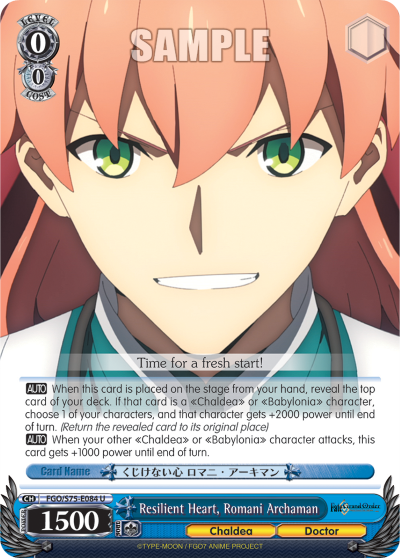 LEVEL
0
0
COST
SAMPLE
Time for a fresh start!
AUTO When this card is placed on the stage from your hand, reveal the top
card of your deck. If that card is a «Chaldea» or «Babylonia» character,
choose 1 of your characters, and that character gets +2000 power until end
of turn. (Return the revealed card to its original place)
AUTO When your other «Chaldea» or «Babylonia» character attacks, this
card gets +1000 power until end of turn.
Card Name
くじけない心 ロマニ・アーキマン
CH FGO/S75-E084 U
1500
Resilient Heart, Romani Archaman
Chaldea
Doctor
©TYPE-MOON / FGO7 ANIME PROJECT